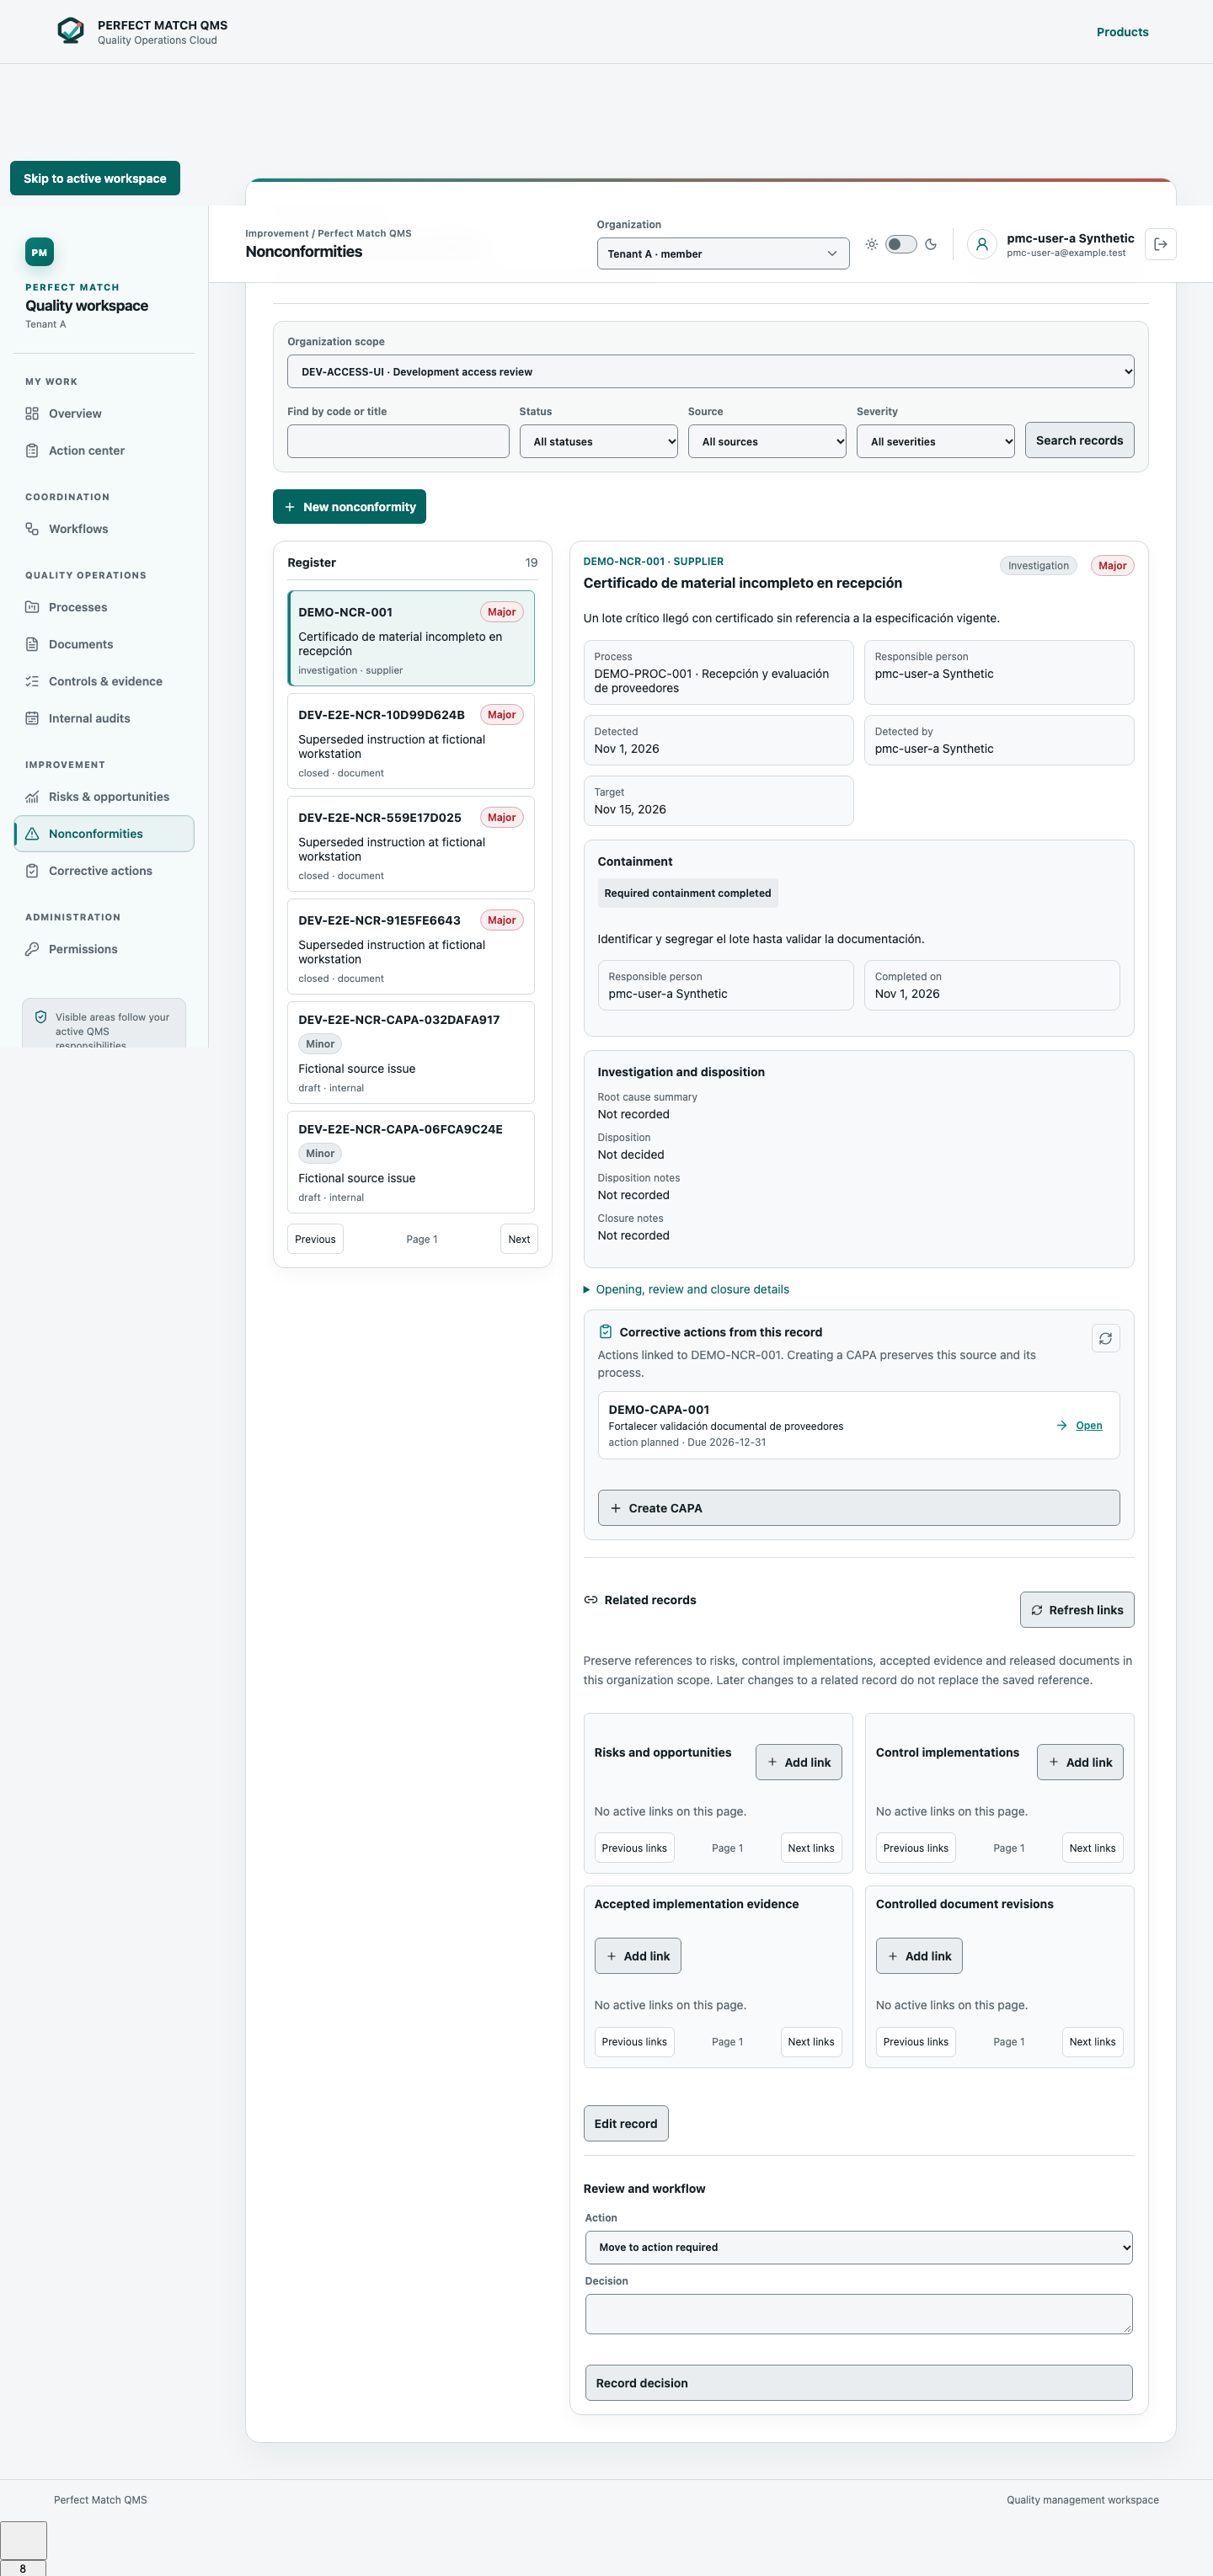 PERFECT MATCH QMS
Quality Operations Cloud
Products
Skip to active workspace
PM
PERFECT MATCH
Quality workspace
Tenant A
MY WORK
Overview
Action center
COORDINATION
Workflows
QUALITY OPERATIONS
Processes
Documents
Controls & evidence
Internal audits
IMPROVEMENT
Risks & opportunities
Nonconformities
Corrective actions
ADMINISTRATION
Permissions
Visible areas follow your
active QMS
responsibilities
Improvement / Perfect Match QMS
Nonconformities
Organization
Tenant A · member
pmc-user-a Synthetic
pmc-user-a@example.test
Organization scope
DEV-ACCESS-UI · Development access review
Find by code or title
Status
Source
Severity
All statuses
All sources
All severities
Search records
+ New nonconformity
Register
19
DEMO-NCR-001
Major
Certificado de material incompleto en
recepción
investigation · supplier
DEV-E2E-NCR-10D99D624B
Major
Superseded instruction at fictional
workstation
closed · document
DEV-E2E-NCR-559E17D025
Major
Superseded instruction at fictional
workstation
closed · document
DEV-E2E-NCR-91E5FE6643
Major
Superseded instruction at fictional
workstation
closed · document
DEV-E2E-NCR-CAPA-032DAFA917
Minor
Fictional source issue
draft · internal
DEV-E2E-NCR-CAPA-06FCA9C24E
Minor
Fictional source issue
draft · internal
Previous
Page 1
Next
DEMO-NCR-001 · SUPPLIER
Investigation
Major
Certificado de material incompleto en recepción
Un lote crítico llegó con certificado sin referencia a la especificación vigente.
Process
DEMO-PROC-001 · Recepción y evaluación
de proveedores
Responsible person
pmc-user-a Synthetic
Detected
Nov 1, 2026
Detected by
pmc-user-a Synthetic
Target
Nov 15, 2026
Containment
Required containment completed
Identificar y segregar el lote hasta validar la documentación.
Responsible person
pmc-user-a Synthetic
Completed on
Nov 1, 2026
Investigation and disposition
Root cause summary
Not recorded
Disposition
Not decided
Disposition notes
Not recorded
Closure notes
Not recorded
Opening, review and closure details
Corrective actions from this record
Actions linked to DEMO-NCR-001. Creating a CAPA preserves this source and its
process.
DEMO-CAPA-001
Fortalecer validación documental de proveedores
action planned · Due 2026-12-31
Open
+ Create CAPA
Related records
Refresh links
Preserve references to risks, control implementations, accepted evidence and released documents in
this organization scope. Later changes to a related record do not replace the saved reference.
Risks and opportunities
+ Add link
No active links on this page.
Previous links
Page 1
Next links
Control implementations
+ Add link
No active links on this page.
Previous links
Page 1
Next links
Accepted implementation evidence
+ Add link
No active links on this page.
Previous links
Page 1
Next links
Controlled document revisions
+ Add link
No active links on this page.
Previous links
Page 1
Next links
Edit record
Review and workflow
Action
Move to action required
Decision
Record decision
Perfect Match QMS
Quality management workspace
8